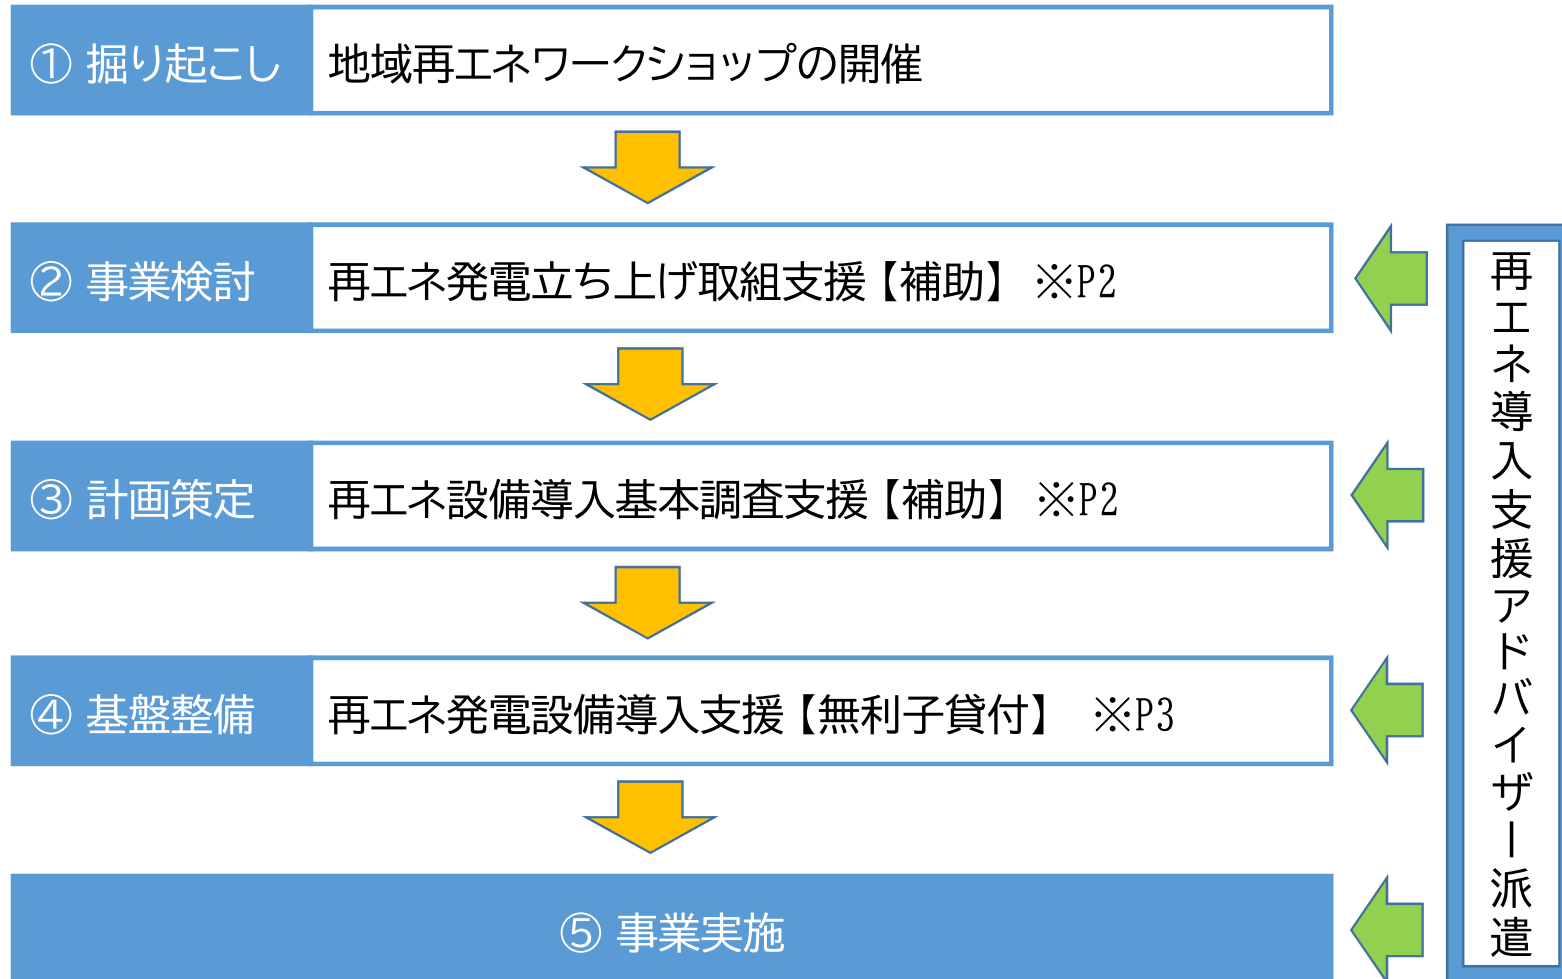 ① 掘り起こし 地域再エネワークショップの開催
② 事業検討 再エネ発電立ち上げ取組支援【補助】 ※P2
③ 計画策定 再エネ設備導入基本調査支援【補助】 ※P2
④ 基盤整備 再エネ発電設備導入支援【無利子貸付】 ※P3
⑤ 事業実施
再エネ導入支援アドバイザー派遣